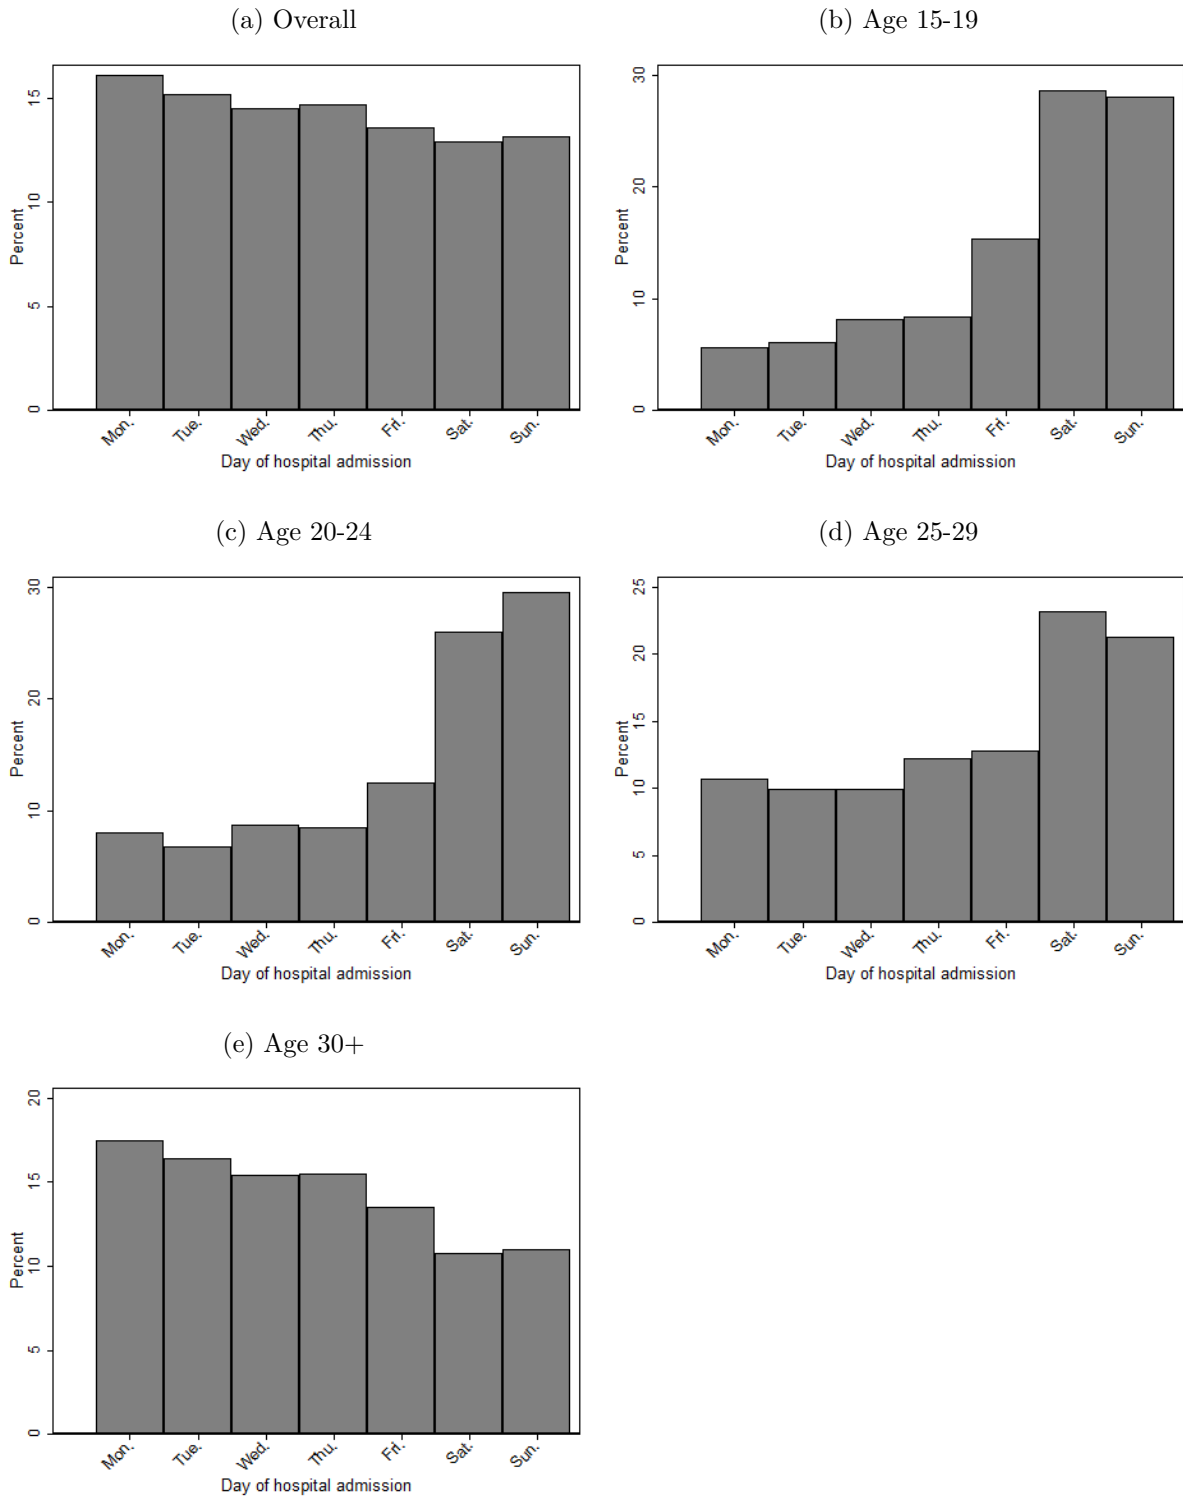 (a) Overall
Percent
15
10
5
0
Mon. Tue. Wed. Thu. Fri. Sat. Sun.
Day of hospital admission
(b) Age 15-19
Percent
30
20
10
0
Mon. Tue. Wed. Thu. Fri. Sat. Sun.
Day of hospital admission
(c) Age 20-24
Percent
30
20
10
0
Mon. Tue. Wed. Thu. Fri. Sat. Sun.
Day of hospital admission
(d) Age 25-29
Percent
25
20
15
10
5
0
Mon. Tue. Wed. Thu. Fri. Sat. Sun.
Day of hospital admission
(e) Age 30+
Percent
20
15
10
5
0
Mon. Tue. Wed. Thu. Fri. Sat. Sun.
Day of hospital admission